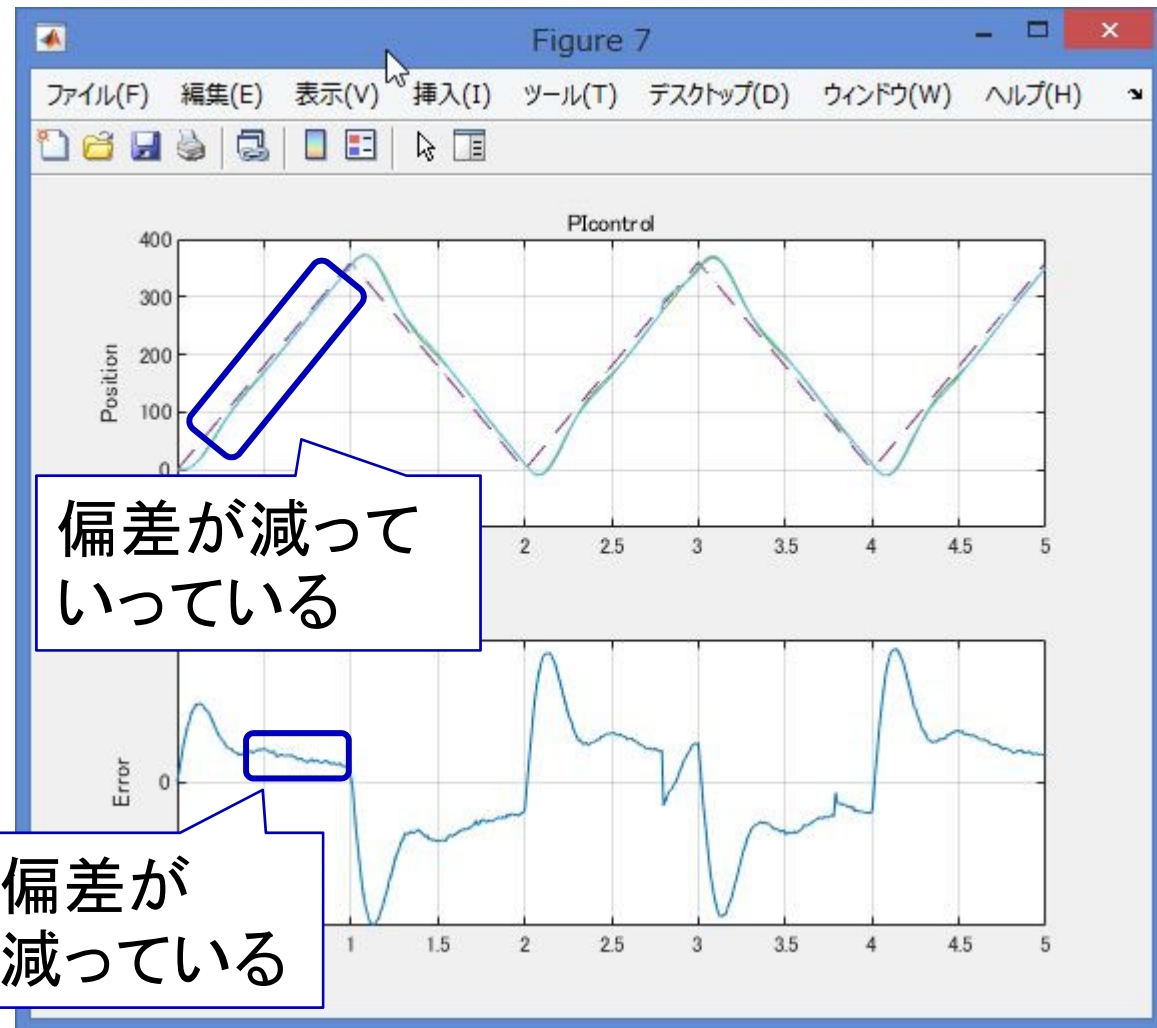 Figure 7
ファイル(F) 編集(E) 表示(V) 挿入(I) ツール(T) デスクトップ(D) ウィンドウ(W) ヘルプ(H)
PIcontrol
Position
400
300
200
100
0
2 2.5 3 3.5 4 4.5 5
偏差が減って
いっている
Error
0
1 1.5 2 2.5 3 3.5 4 4.5 5
偏差が
減っている